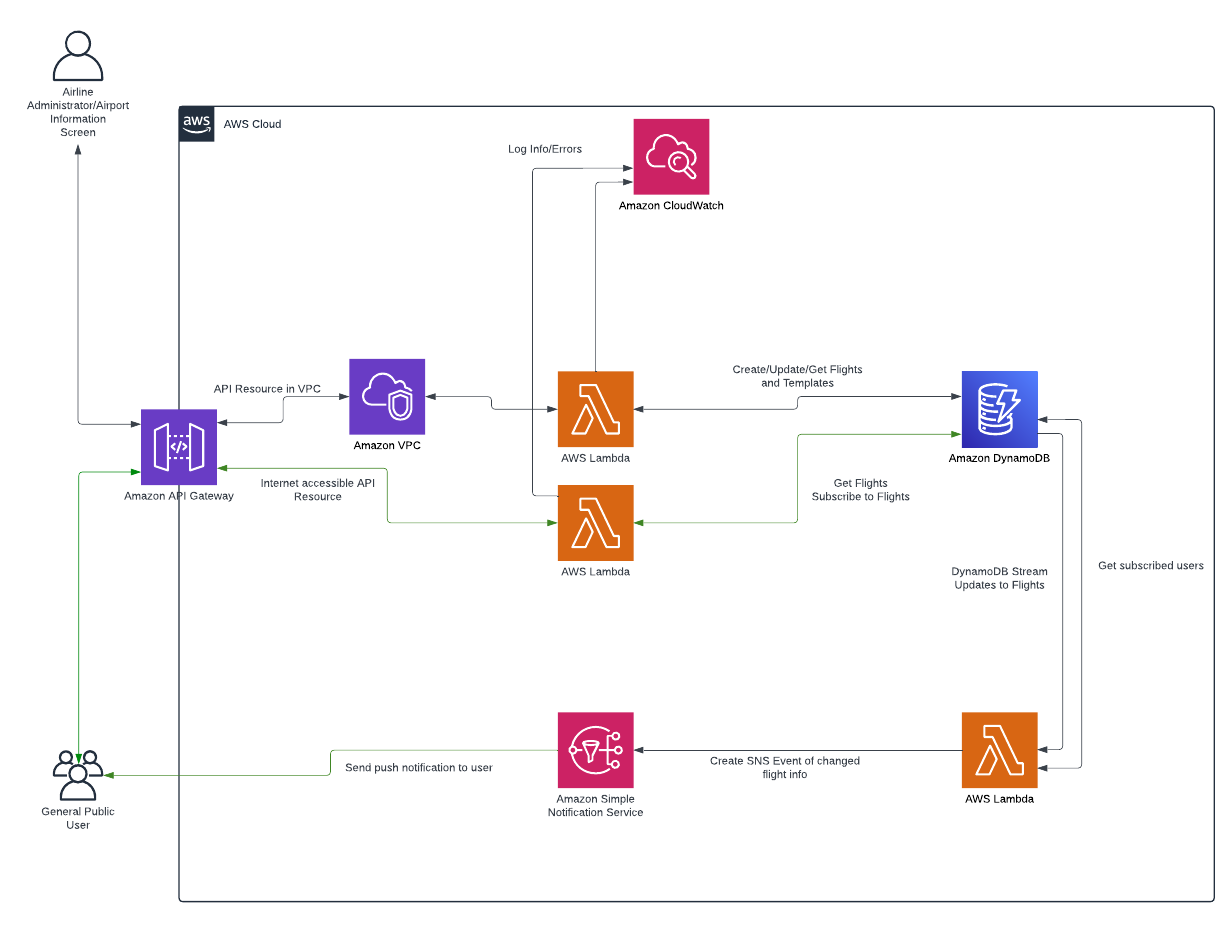 Airline
Administrator/Airport
Information
Screen
aws
AWS Cloud
Log Info/Errors
Amazon CloudWatch
API Resource in VPC
Amazon VPC
AWS Lambda
Create/Update/Get Flights
and Templates
Amazon DynamoDB
</>
Amazon API Gateway
Internet accessible API
Resource
AWS Lambda
Get Flights
Subscribe to Flights
DynamoDB Stream
Updates to Flights
Get subscribed users
General Public
User
Send push notification to user
Amazon Simple
Notification Service
Create SNS Event of changed
flight info
AWS Lambda